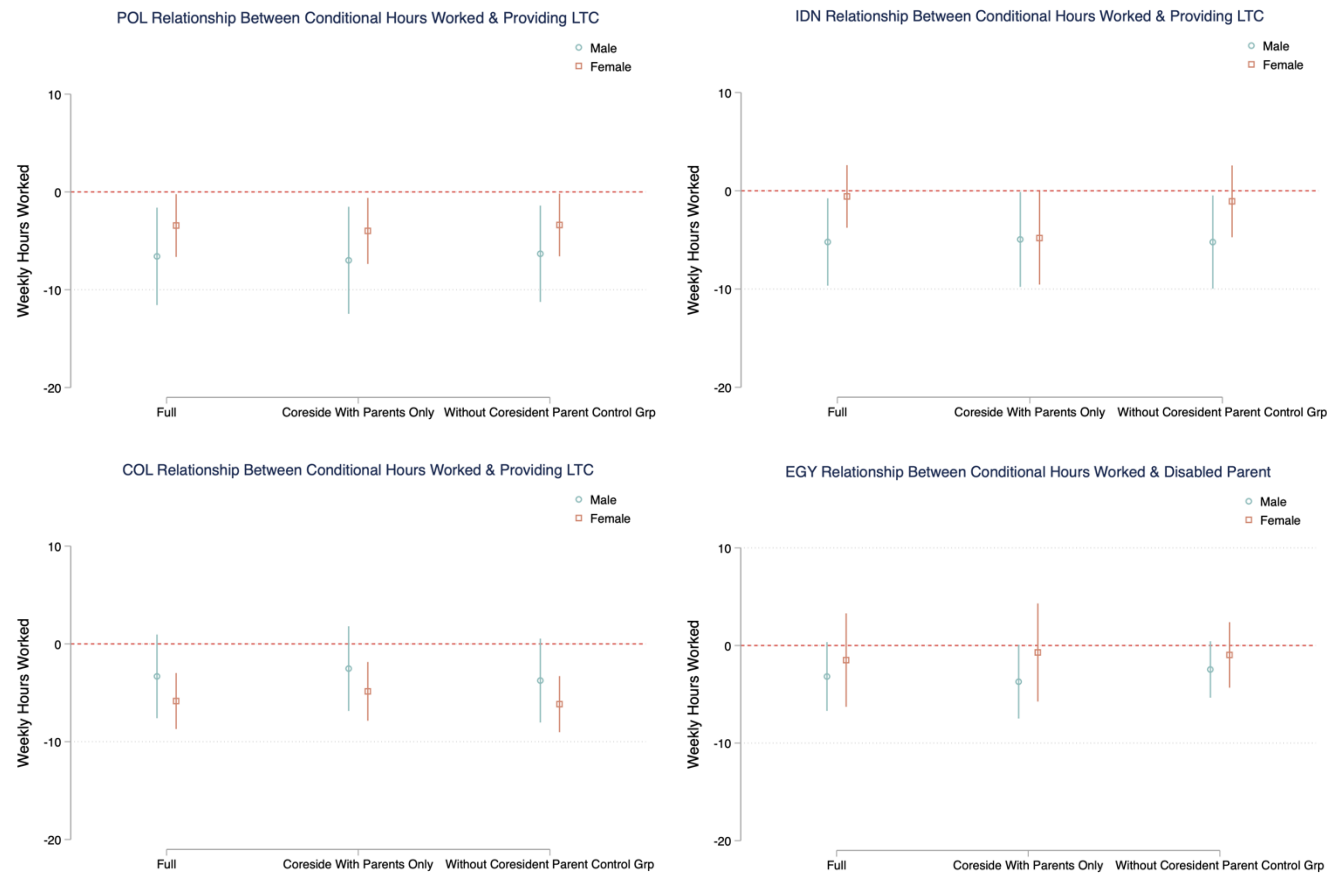 POL Relationship Between Conditional Hours Worked & Providing LTC
Male
Female
Weekly Hours Worked
10
0
-10
-20
Full
Coreside With Parents Only
Without Coresident Parent Control Grp
IDN Relationship Between Conditional Hours Worked & Providing LTC
Male
Female
Weekly Hours Worked
10
0
-10
-20
Full
Coreside With Parents Only
Without Coresident Parent Control Grp
COL Relationship Between Conditional Hours Worked & Providing LTC
Male
Female
Weekly Hours Worked
10
0
-10
-20
Full
Coreside With Parents Only
Without Coresident Parent Control Grp
EGY Relationship Between Conditional Hours Worked & Disabled Parent
Male
Female
Weekly Hours Worked
10
0
-10
-20
Full
Coreside With Parents Only
Without Coresident Parent Control Grp